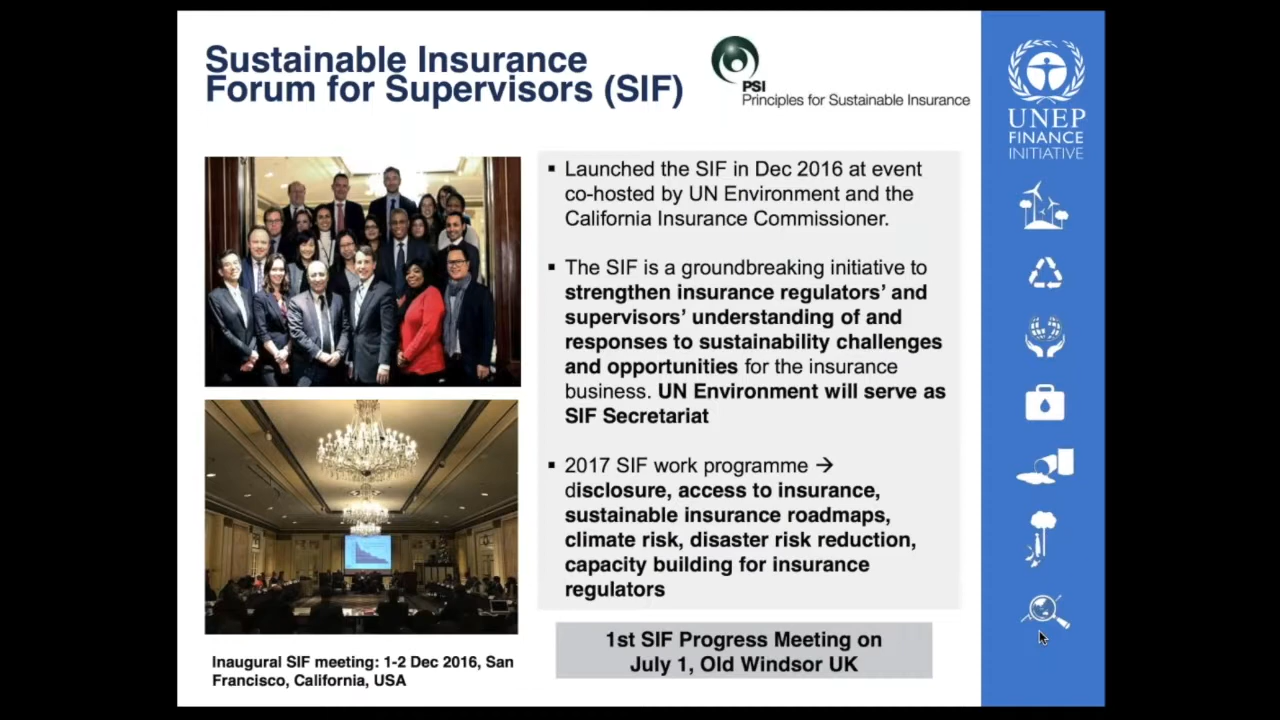 Sustainable Insurance
Forum for Supervisors (SIF)
PSI
Principles for Sustainable Insurance
UNEP
FINANCE
INITIATIVE
▪ Launched the SIF in Dec 2016 at event
co-hosted by UN Environment and the
California Insurance Commissioner.
▪ The SIF is a groundbreaking initiative to
strengthen insurance regulators’ and
supervisors’ understanding of and
responses to sustainability challenges
and opportunities for the insurance
business. UN Environment will serve as
SIF Secretariat
▪ 2017 SIF work programme →
disclosure, access to insurance,
sustainable insurance roadmaps,
climate risk, disaster risk reduction,
capacity building for insurance
regulators
1st SIF Progress Meeting on
July 1, Old Windsor UK
Inaugural SIF meeting: 1-2 Dec 2016, San
Francisco, California, USA